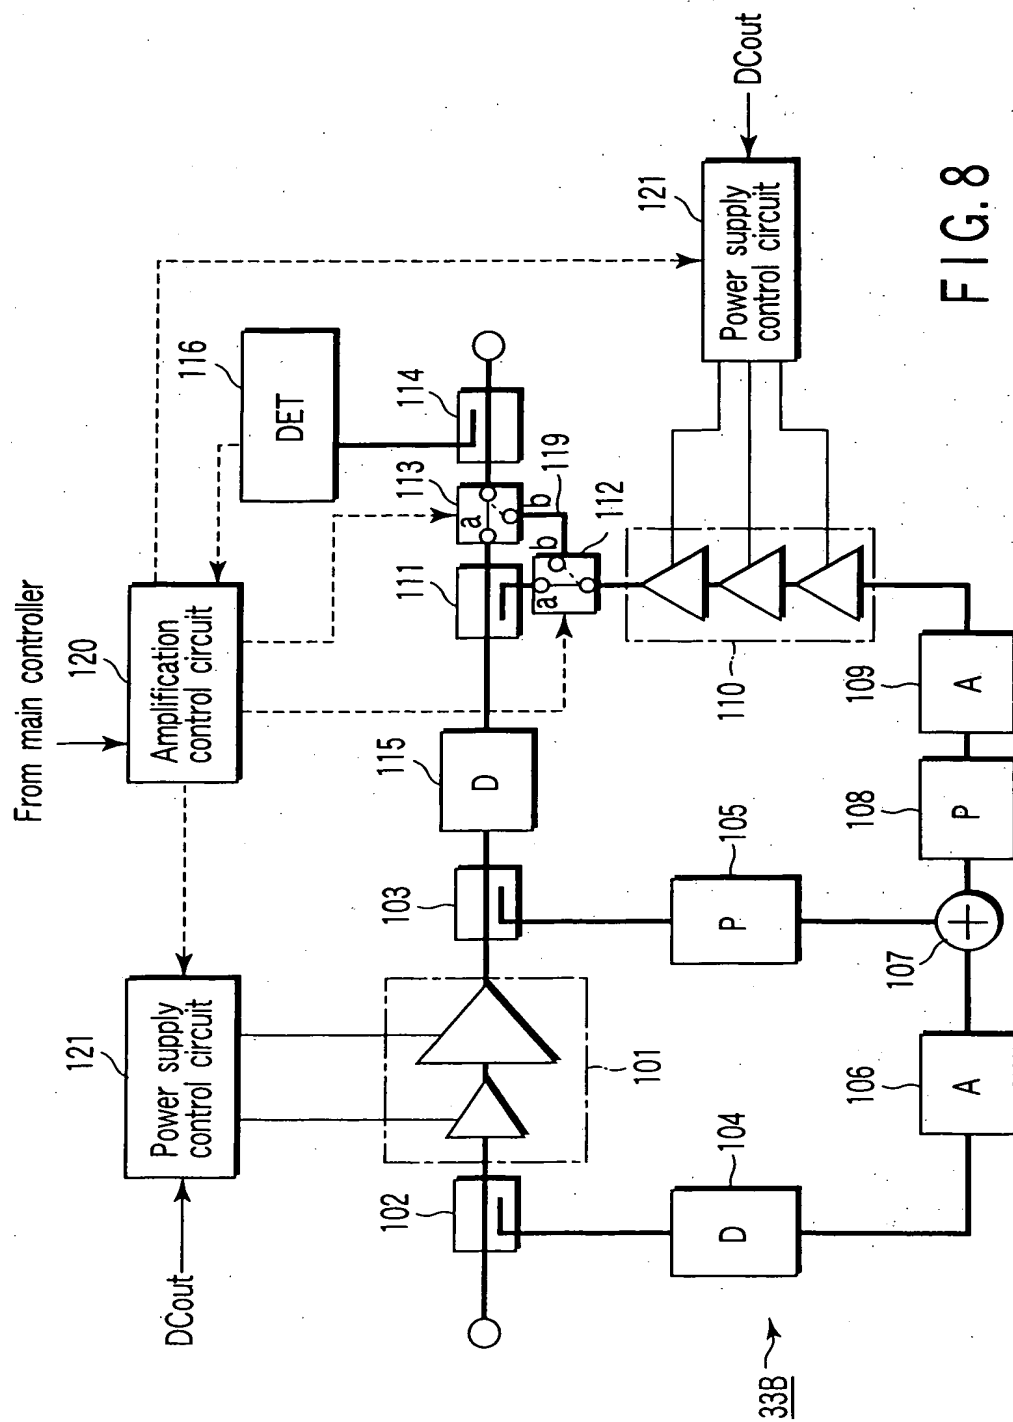 From main controller
120
Amplification
control circuit
121
Power supply
control circuit
DCout
116
DET
121
Power supply
control circuit
DCout
102
101
103
115
D
111
113
a
b
114
119
b
a
112
110
104
D
105
P
106
A
107
108
P
109
A
33B
FIG. 8